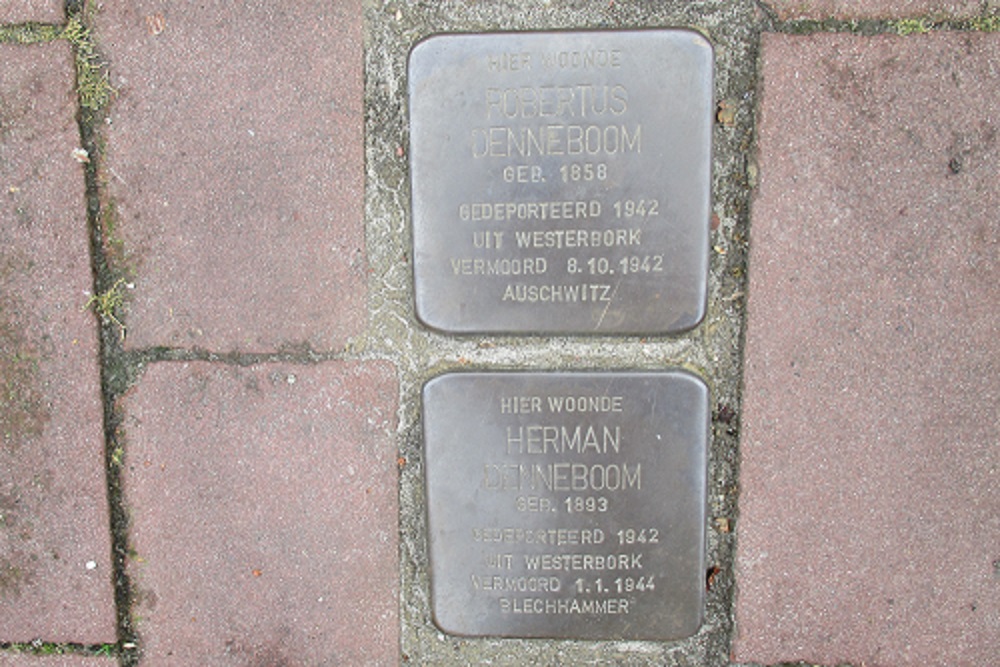 HIER WOONDE
ROBERTUS
DENNEBOOM
GEB. 1858
GEDEPORTEERD 1942
UIT WESTERBORK
VERMOORD 8.10.1942
AUSCHWITZ
HIER WOONDE
HERMAN
DENNEBOOM
GEB. 1893
GEDEPORTEERD 1942
UIT WESTERBORK
VERMOORD 1.1.1944
BLECHHAMMER